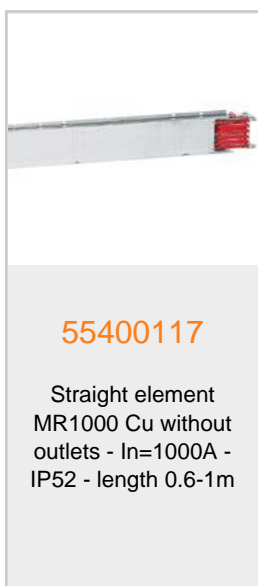 55400117
Straight element
MR1000 Cu without
outlets - In=1000A -
IP52 - length 0.6-1m